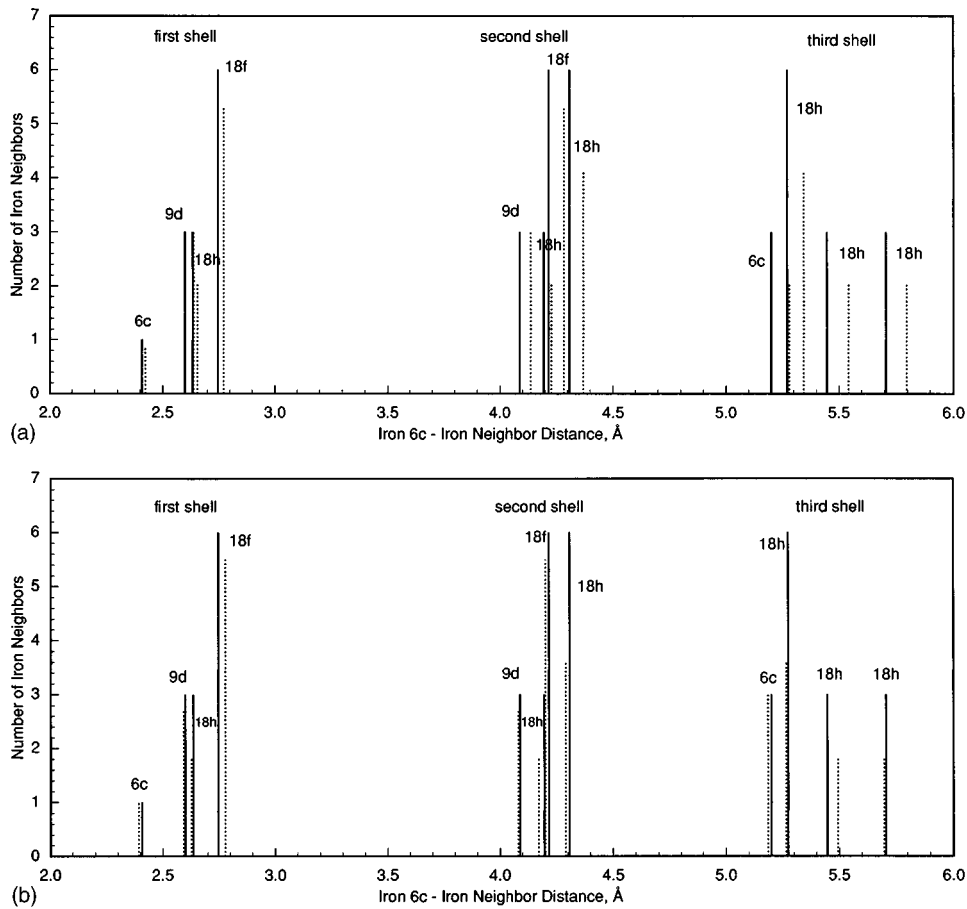 7
first shell
second shell
third shell
18f
18f
6
18h
5
18h
4
9d
9d
3
18h
18h
6c
18h
18h
2
6c
1
0
Number of Iron Neighbors
2.0 2.5 3.0 3.5 4.0 4.5 5.0 5.5 6.0
(a)
Iron 6c - Iron Neighbor Distance, Å
7
first shell
second shell
third shell
6
18f
18f
18h
5
18h
4
9d
9d
6c
18h
18h
3
18h
18h
2
6c
1
0
Number of Iron Neighbors
2.0 2.5 3.0 3.5 4.0 4.5 5.0 5.5 6.0
(b)
Iron 6c - Iron Neighbor Distance, Å